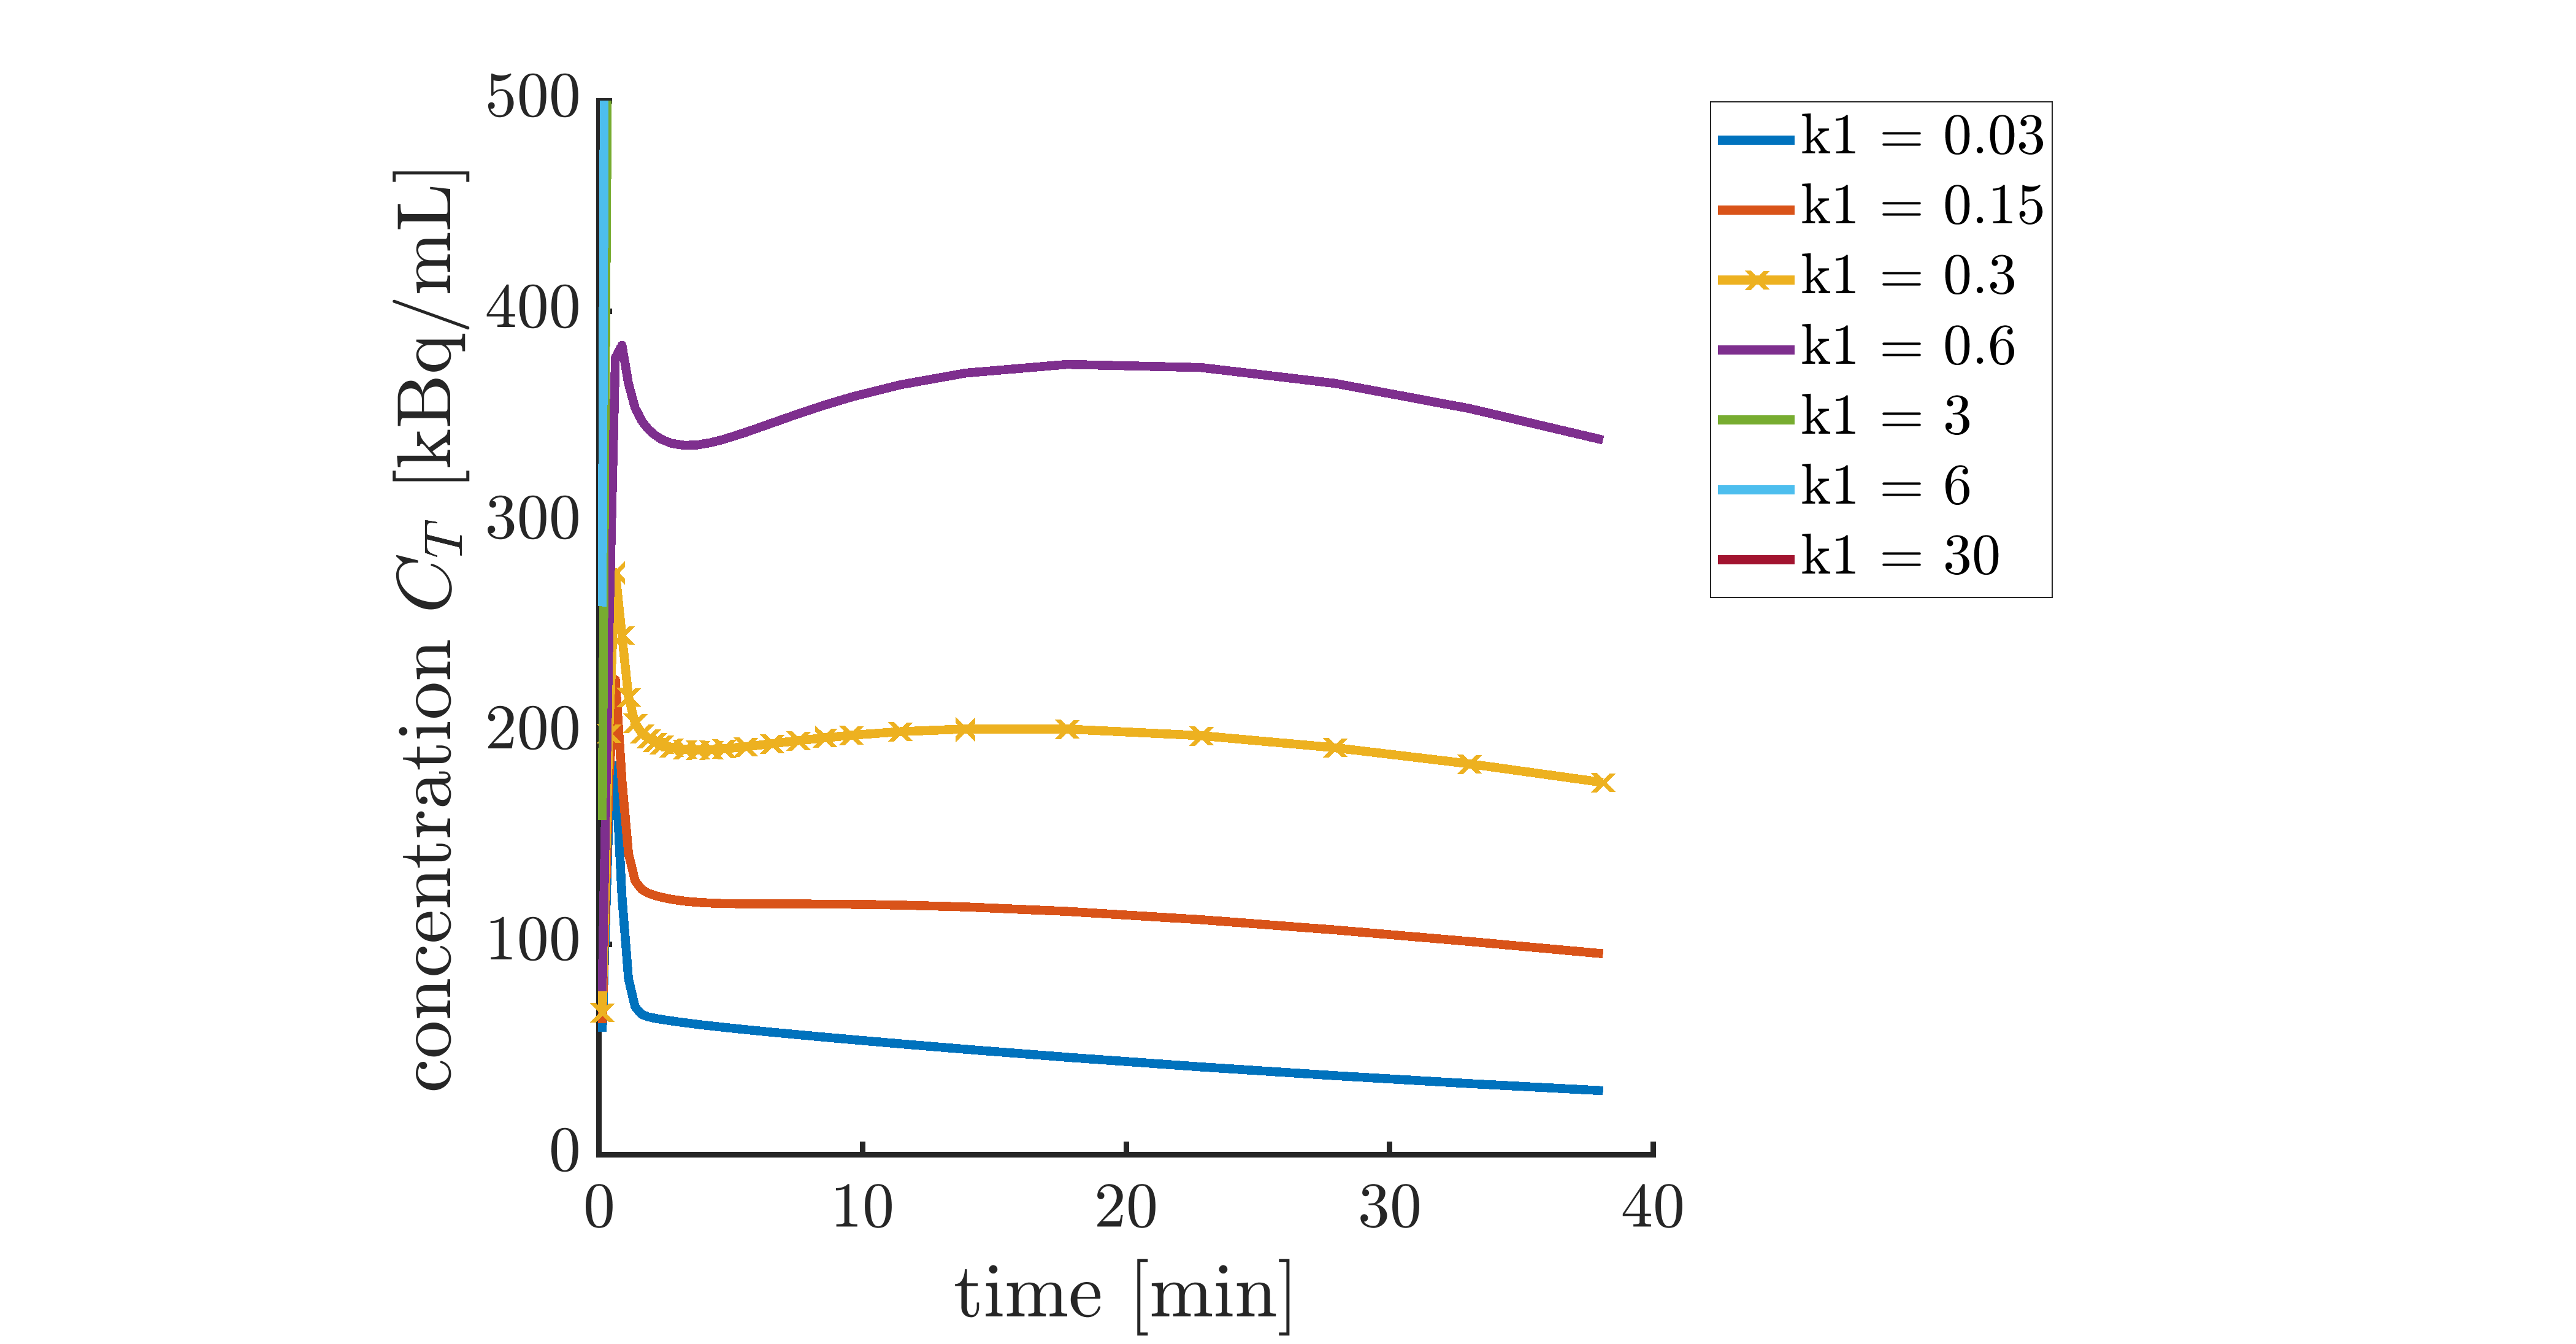 500
400
300
200
100
0
concentration C_T [kBq/mL]
0 10 20 30 40
time [min]
k1 = 0.03
k1 = 0.15
k1 = 0.3
k1 = 0.6
k1 = 3
k1 = 6
k1 = 30